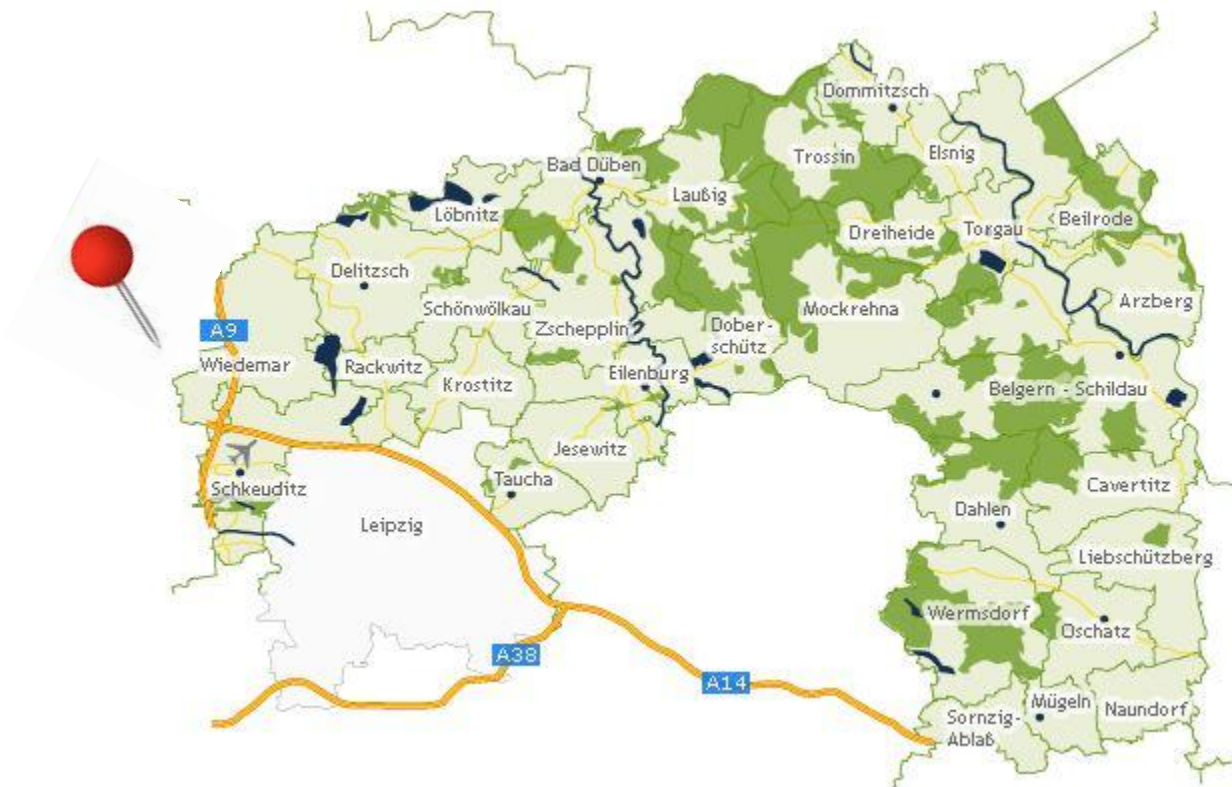 Dommitzsch
Trossin
Elsnig
Bad Düben
Laußig
Löbnitz
Beilrode
Dreiheide
Torgau
Delitzsch
Arzberg
Schönwölkau
Mockrehna
Zschepplin
Dober-
schütz
A9
Wiedemar
Rackwitz
Krostitz
Eilenburg
Belgern - Schildau
Jesewitz
Taucha
Schkeuditz
Cavertitz
Dahlen
Leipzig
Liebschützberg
Wermsdorf
Oschatz
A38
A14
Mügeln
Naundorf
Sornzig-
Ablaß